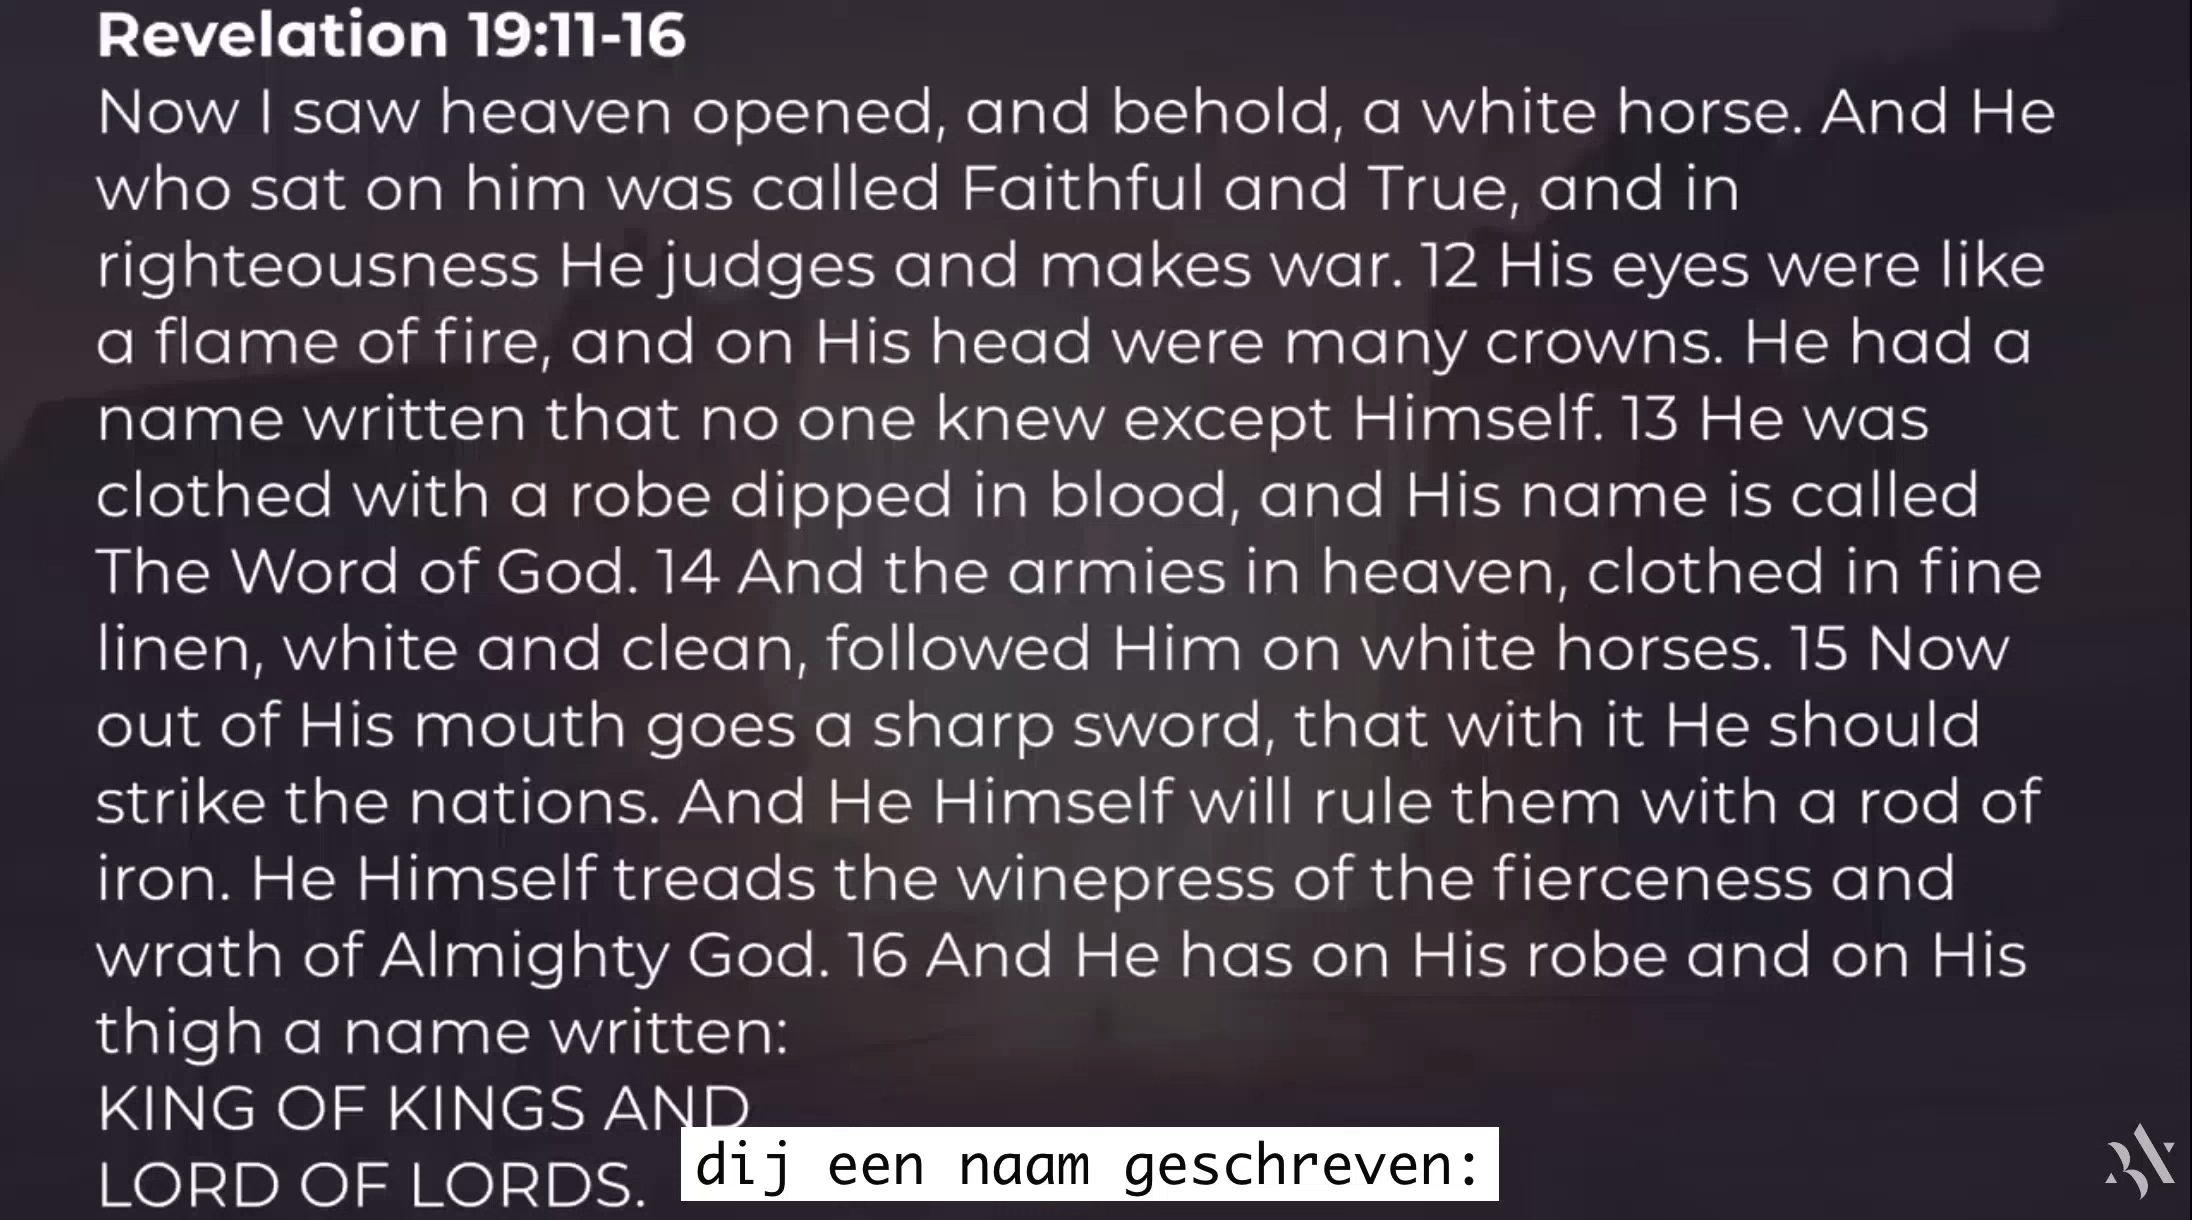 Revelation 19:11-16
Now I saw heaven opened, and behold, a white horse. And He
who sat on him was called Faithful and True, and in
righteousness He judges and makes war. 12 His eyes were like
a flame of fire, and on His head were many crowns. He had a
name written that no one knew except Himself. 13 He was
clothed with a robe dipped in blood, and His name is called
The Word of God. 14 And the armies in heaven, clothed in fine
linen, white and clean, followed Him on white horses. 15 Now
out of His mouth goes a sharp sword, that with it He should
strike the nations. And He Himself will rule them with a rod of
iron. He Himself treads the winepress of the fierceness and
wrath of Almighty God. 16 And He has on His robe and on His
thigh a name written:
KING OF KINGS AND
LORD OF LORDS.
dij een naam geschreven: